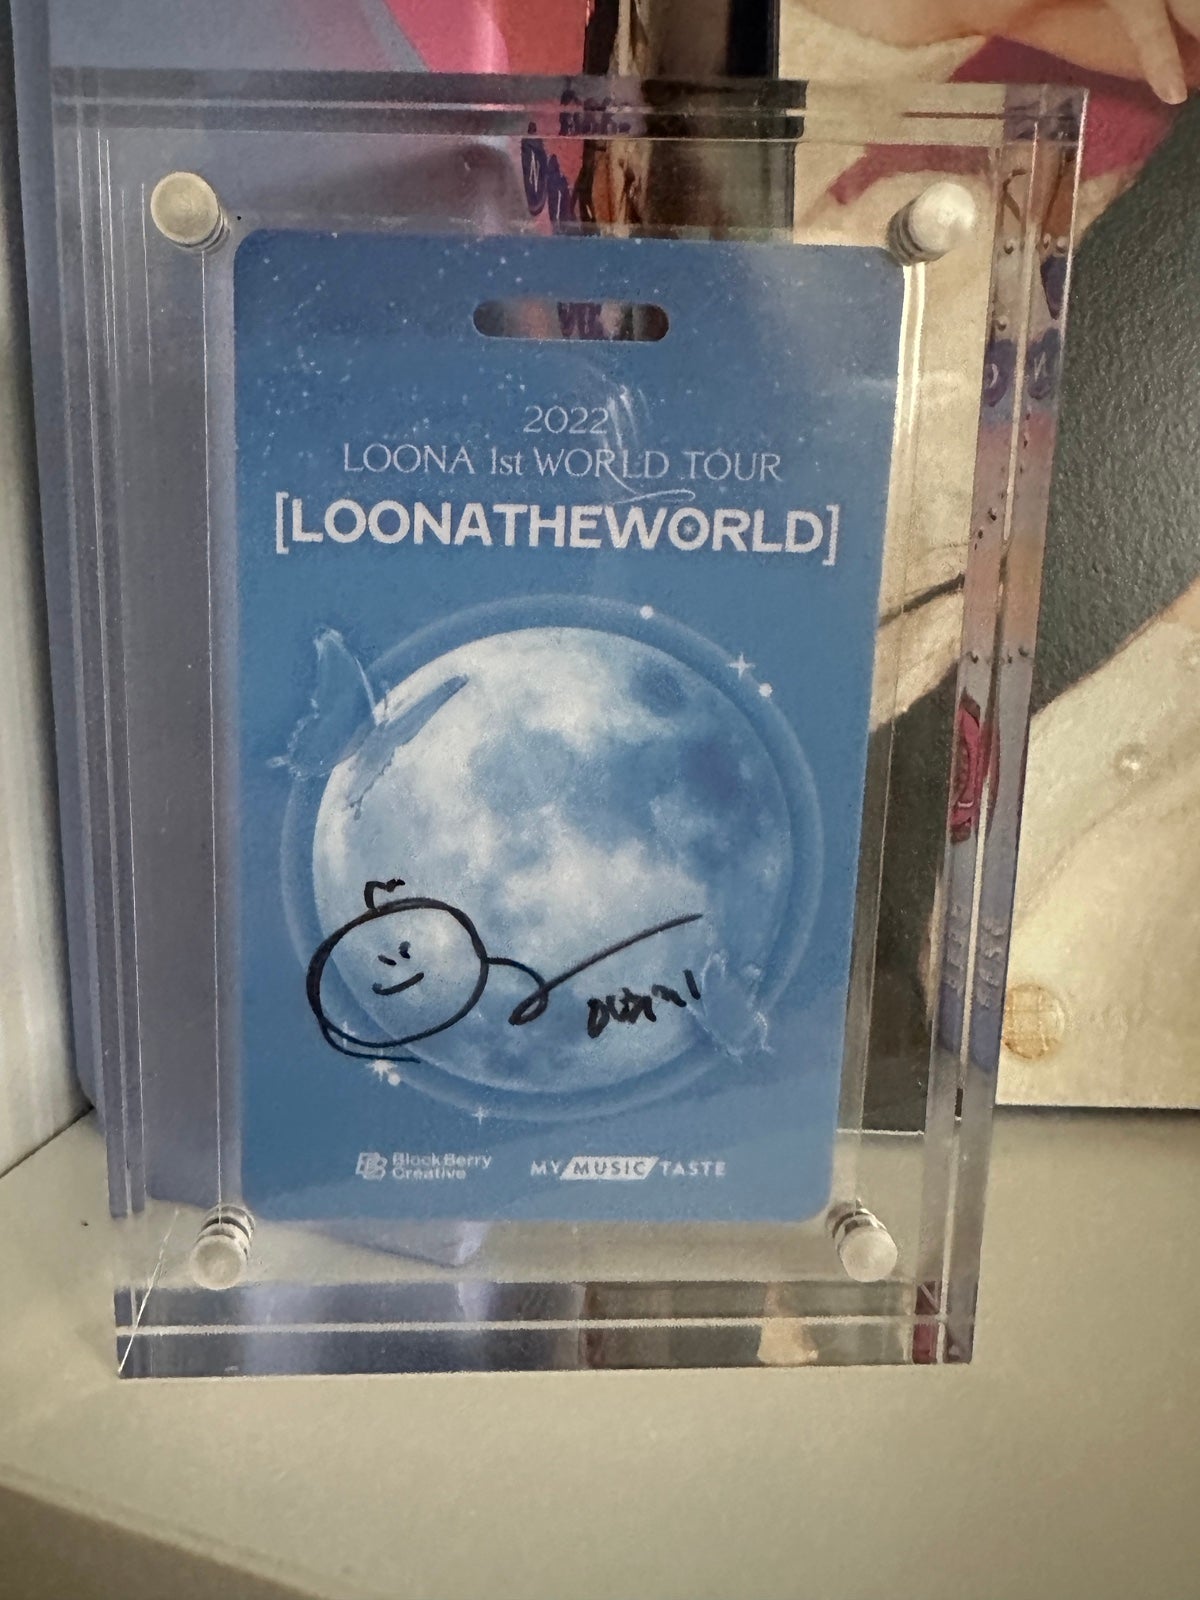 2022
LOONA 1st WORLD TOUR
[LOONATHEWORLD]
BlockBerry
Creative
MY MUSIC TASTE